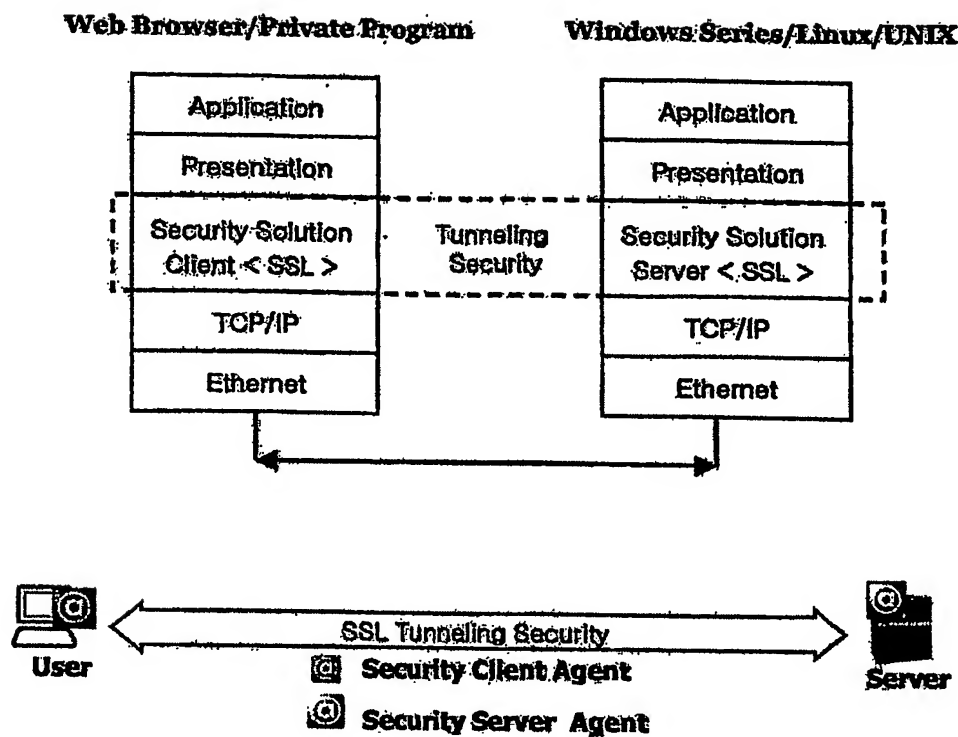 Web Browser/Private Program
Windows Series/Linux/UNIX
Application
Presentation
Security Solution
Client < SSL >
TCP/IP
Ethernet
Tunneling
Security
Application
Presentation
Security Solution
Server < SSL >
TCP/IP
Ethernet
@
@
SSL Tunneling Security
User
Server
@ Security Client Agent
@ Security Server Agent